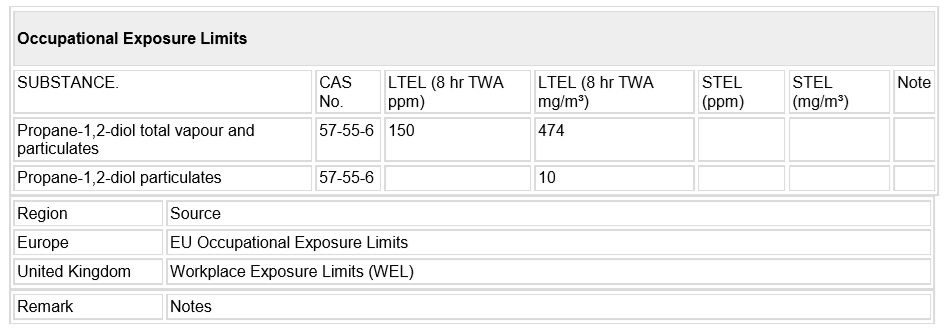 Occupational Exposure Limits
SUBSTANCE. CAS No. LTEL (8 hr TWA ppm) LTEL (8 hr TWA mg/m³) STEL (ppm) STEL (mg/m³) Note
Propane-1,2-diol total vapour and particulates 57-55-6 150 474
Propane-1,2-diol particulates 57-55-6 10
Region Source
Europe EU Occupational Exposure Limits
United Kingdom Workplace Exposure Limits (WEL)
Remark Notes